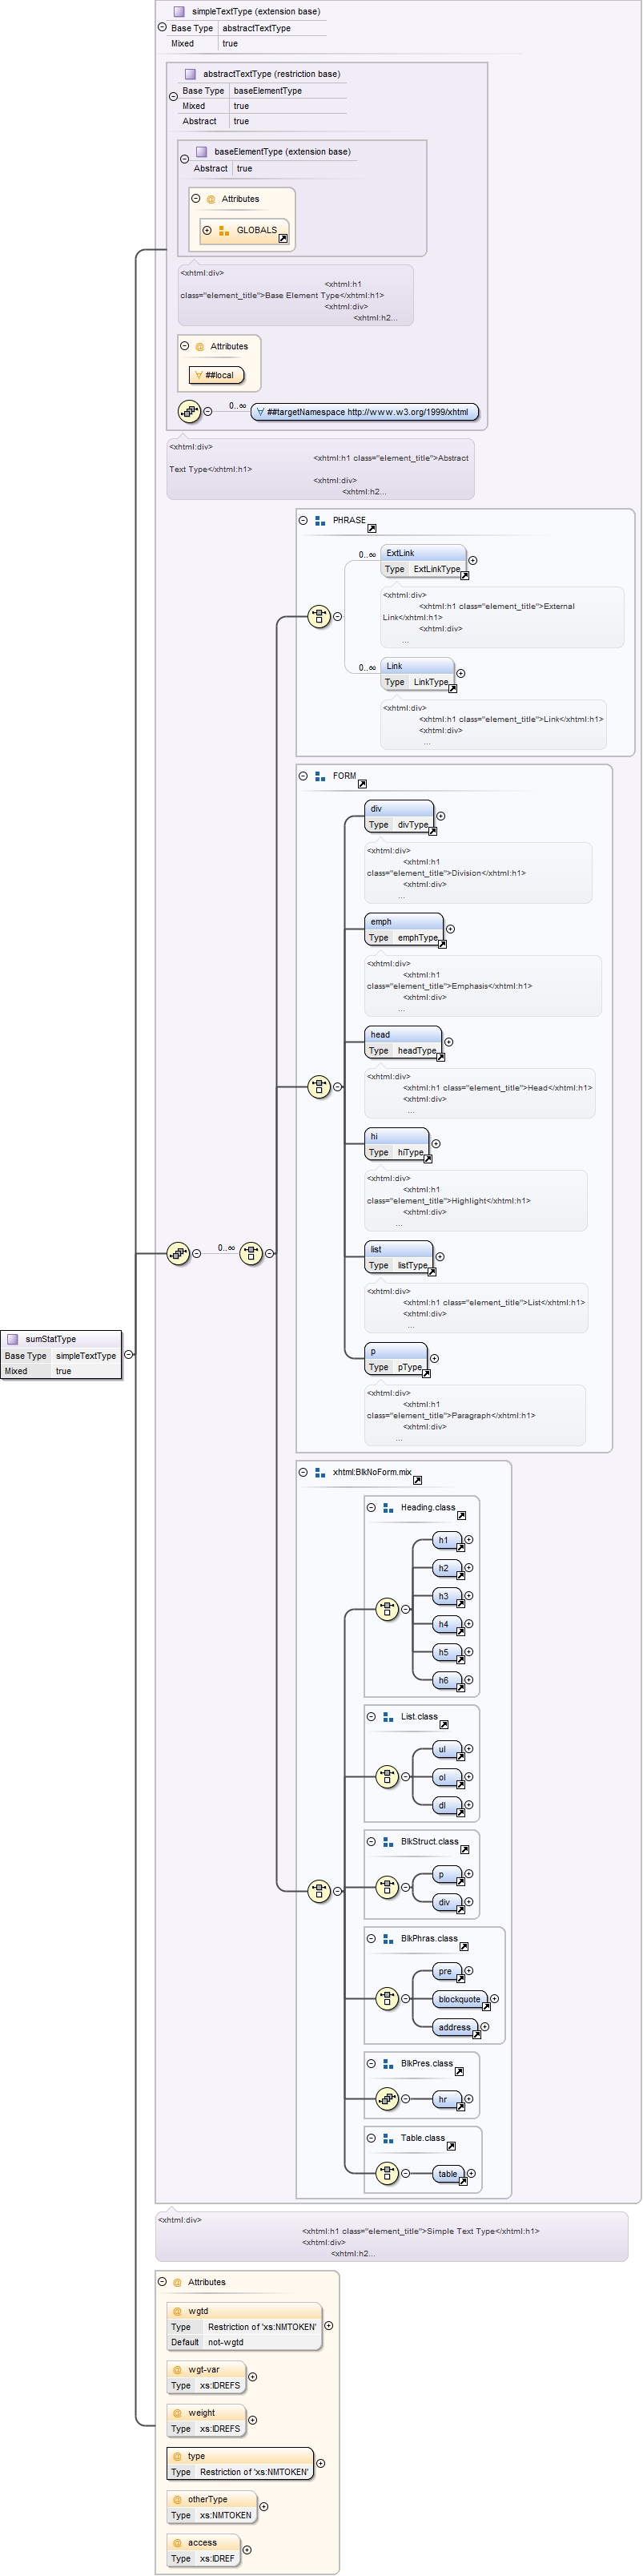 simpleTextType (extension base)
Base Type abstractTextType
Mixed true
abstractTextType (restriction base)
Base Type baseElementType
Mixed true
Abstract true
baseElementType (extension base)
Abstract true
@ Attributes
GLOBALS
<xhtml:div>
<xhtml:h1
class="element_title">Base Element Type</xhtml:h1>
<xhtml:div>
<xhtml:h2...
@ Attributes
∀ ##local
0..∞ ∀ ##targetNamespace http://www.w3.org/1999/xhtml
<xhtml:div>
<xhtml:h1 class="element_title">Abstract
Text Type</xhtml:h1>
<xhtml:div>
<xhtml:h2...
PHRASE
0..∞ ExtLink
Type ExtLinkType
<xhtml:div>
<xhtml:h1 class="element_title">External
Link</xhtml:h1>
<xhtml:div>
...
0..∞ Link
Type LinkType
<xhtml:div>
<xhtml:h1 class="element_title">Link</xhtml:h1>
<xhtml:div>
...
FORM
div
Type divType
<xhtml:div>
<xhtml:h1
class="element_title">Division</xhtml:h1>
<xhtml:div>
...
emph
Type emphType
<xhtml:div>
<xhtml:h1
class="element_title">Emphasis</xhtml:h1>
<xhtml:div>
...
head
Type headType
<xhtml:div>
<xhtml:h1 class="element_title">Head</xhtml:h1>
<xhtml:div>
...
hi
Type hiType
<xhtml:div>
<xhtml:h1
class="element_title">Highlight</xhtml:h1>
<xhtml:div>
...
0..∞
list
Type listType
<xhtml:div>
<xhtml:h1 class="element_title">List</xhtml:h1>
<xhtml:div>
...
sumStatType
Base Type simpleTextType
Mixed true
p
Type pType
<xhtml:div>
<xhtml:h1
class="element_title">Paragraph</xhtml:h1>
<xhtml:div>
...
xhtml:BlkNoForm.mix
Heading.class
h1
h2
h3
h4
h5
h6
List.class
ul
ol
dl
BlkStruct.class
p
div
BlkPhras.class
pre
blockquote
address
BlkPres.class
hr
Table.class
table
<xhtml:div>
<xhtml:h1 class="element_title">Simple Text Type</xhtml:h1>
<xhtml:div>
<xhtml:h2...
@ Attributes
@ wgtd
Type Restriction of 'xs:NMTOKEN'
Default not-wgtd
@ wgt-var
Type xs:IDREFS
@ weight
Type xs:IDREFS
@ type
Type Restriction of 'xs:NMTOKEN'
@ otherType
Type xs:NMTOKEN
@ access
Type xs:IDREF